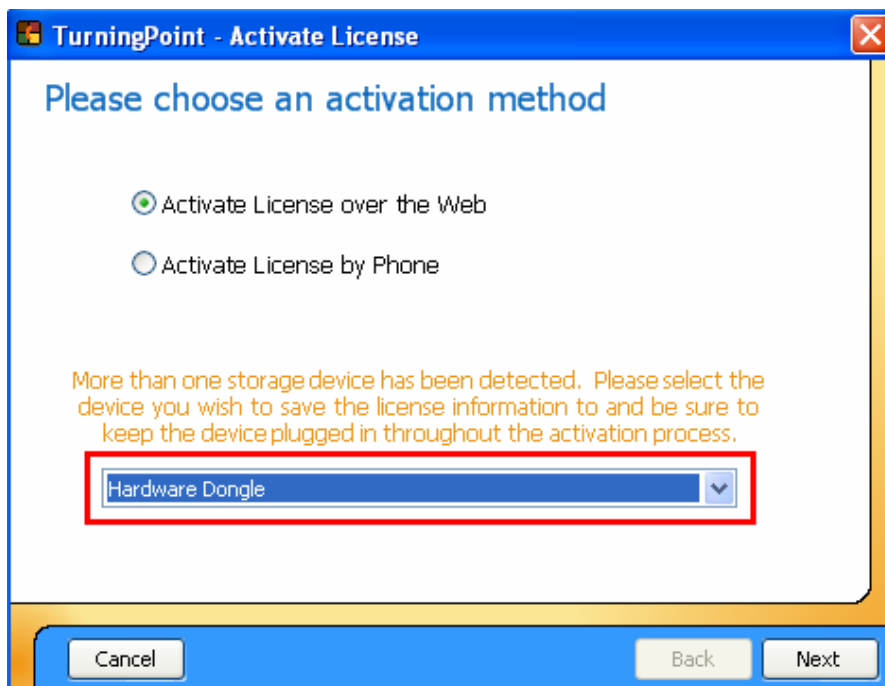 TurningPoint - Activate License
Please choose an activation method
Activate License over the Web
Activate License by Phone
More than one storage device has been detected. Please select the
device you wish to save the license information to and be sure to
keep the device plugged in throughout the activation process.
Hardware Dongle
Cancel
Back
Next